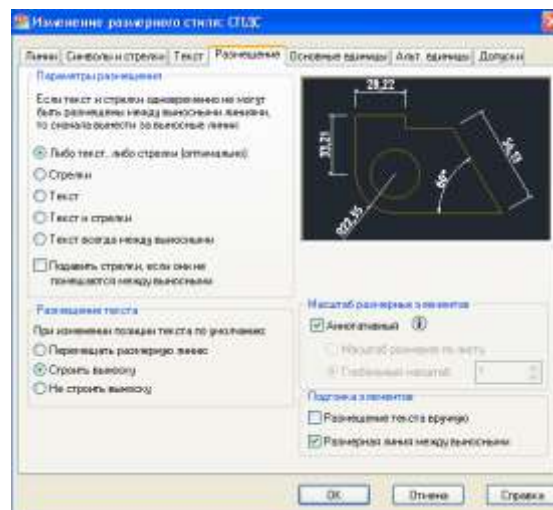 Изменение размерного стиля: СПДС
Линии Символы и стрелки Текст Размещение Основные единицы Альт. единицы Допуски
Параметры размещения
Если текст и стрелки одновременно не могут
быть размещены между выносными линиями,
то сначала вынести за выносные линии:
Либо текст, либо стрелки (оптимально)
Стрелки
Текст
Текст и стрелки
Текст всегда между выносными
Подавить стрелки, если они не
помещаются между выносными
28,22
33,21
60°
Размещение текста
При изменении позиции текста по умолчанию:
Перемещать размерную линию
Строить выноску
Не строить выноску
Масштаб размерных элементов
Аннотативный
Масштаб размеров по листу
Глобальный масштаб
Подгонка элементов
Размещение текста вручную
Размерная линия между выносными
OK Отмена Справка